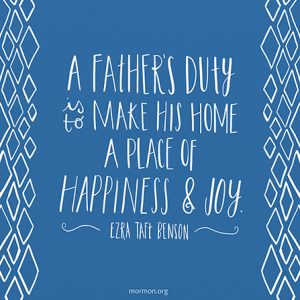 A FATHER'S DUTY
is to MAKE HIS HOME
A PLACE OF
HAPPINESS & JOY.
EZRA TAFT BENSON
mormon.org